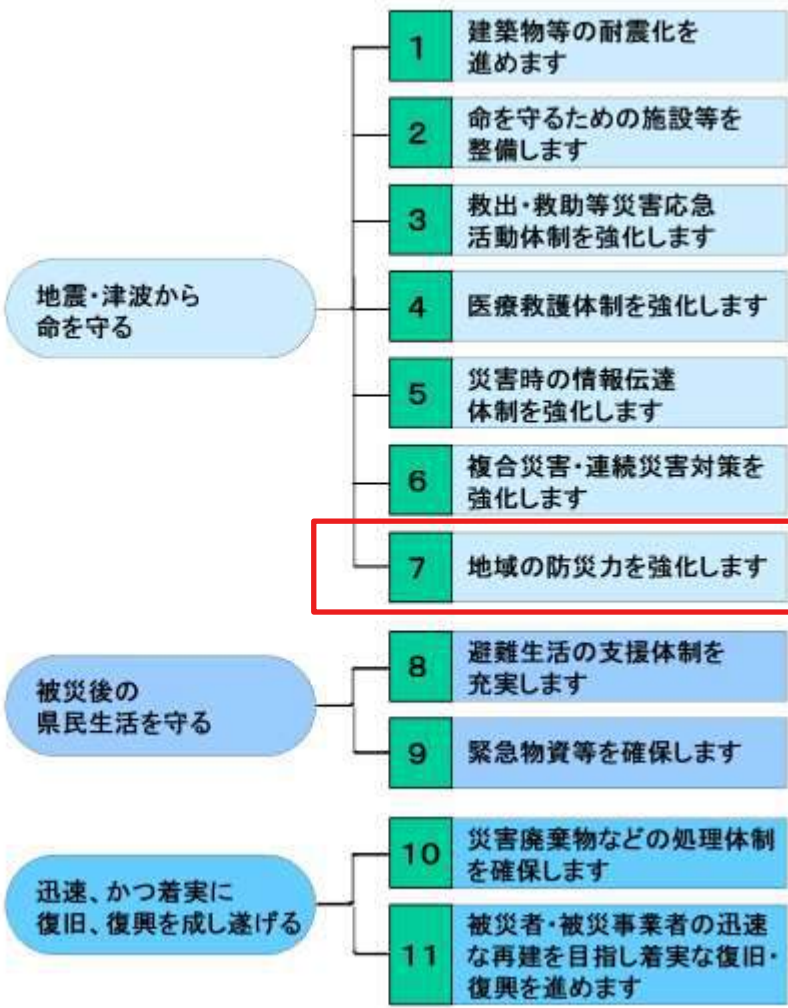 地震・津波から
命を守る
1
建築物等の耐震化を
進めます
2
命を守るための施設等を
整備します
3
救出・救助等災害応急
活動体制を強化します
4
医療救護体制を強化します
5
災害時の情報伝達
体制を強化します
6
複合災害・連続災害対策を
強化します
7
地域の防災力を強化します
被災後の
県民生活を守る
8
避難生活の支援体制を
充実します
9
緊急物資等を確保します
迅速、かつ着実に
復旧、復興を成し遂げる
10
災害廃棄物などの処理体制
を確保します
11
被災者・被災事業者の迅速
な再建を目指し着実な復旧・
復興を進めます